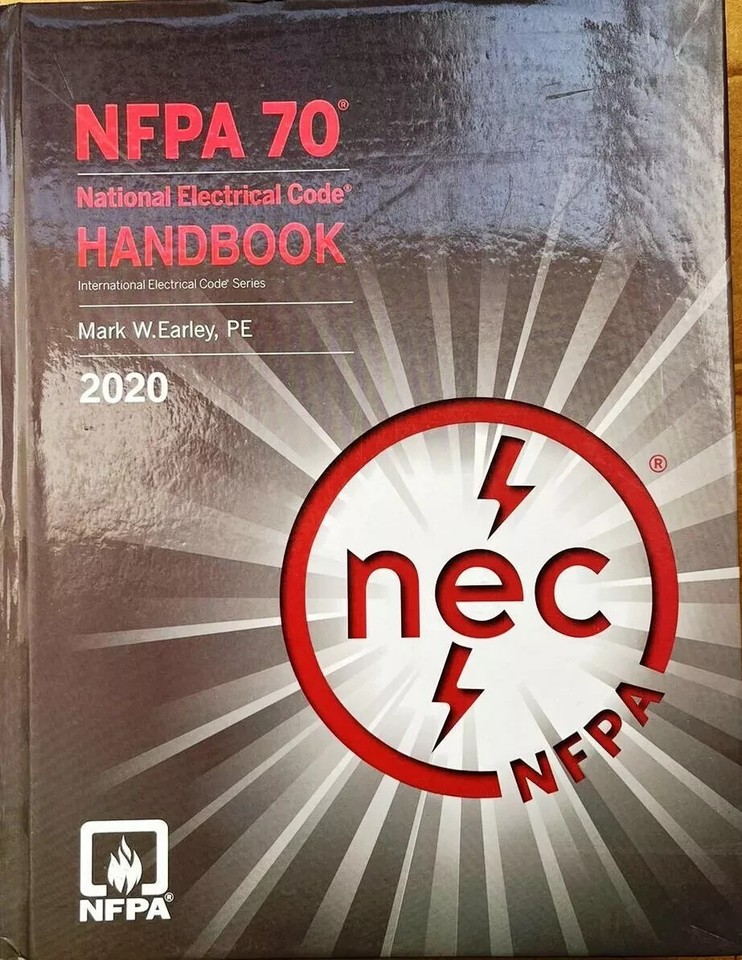 NFPA 70®
National Electrical Code®
HANDBOOK
International Electrical Code® Series
Mark W.Earley, PE
2020
®
nec
NFPA
NFPA®